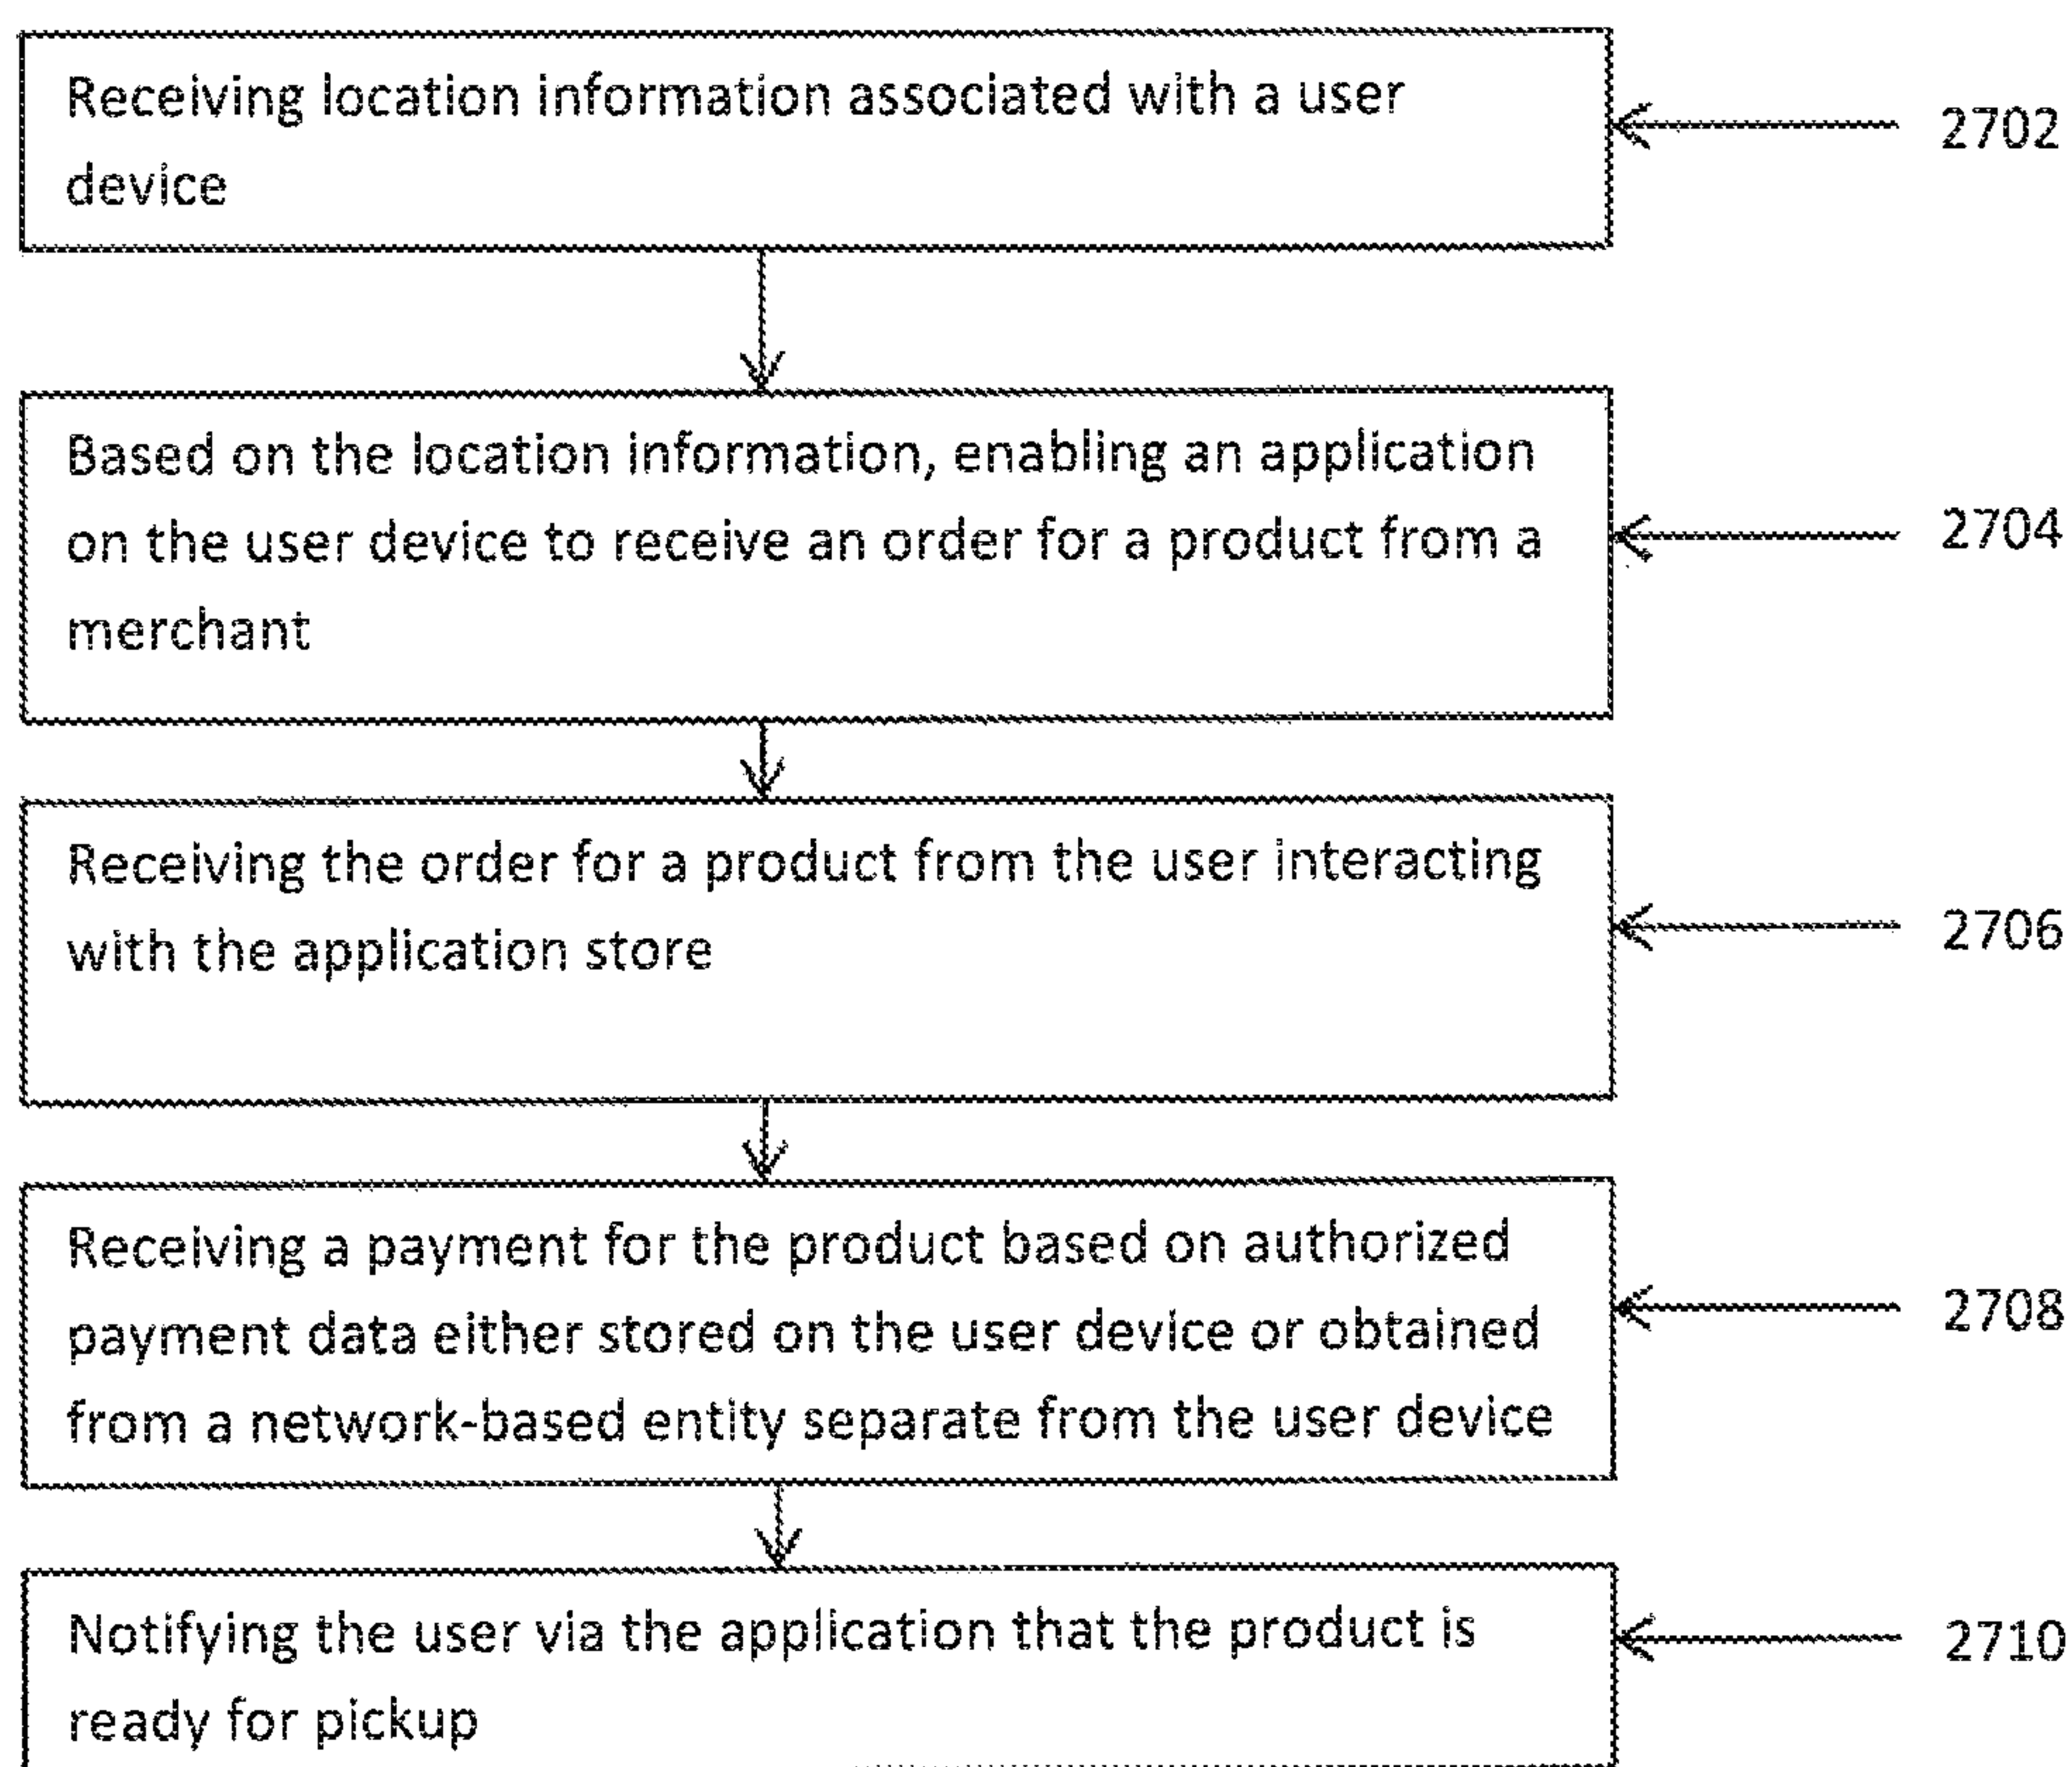 Receiving location information associated with a user
device
2702
Based on the location information, enabling an application
on the user device to receive an order for a product from a
merchant
2704
Receiving the order for a product from the user interacting
with the application store
2706
Receiving a payment for the product based on authorized
payment data either stored on the user device or obtained
from a network-based entity separate from the user device
2708
Notifying the user via the application that the product is
ready for pickup
2710